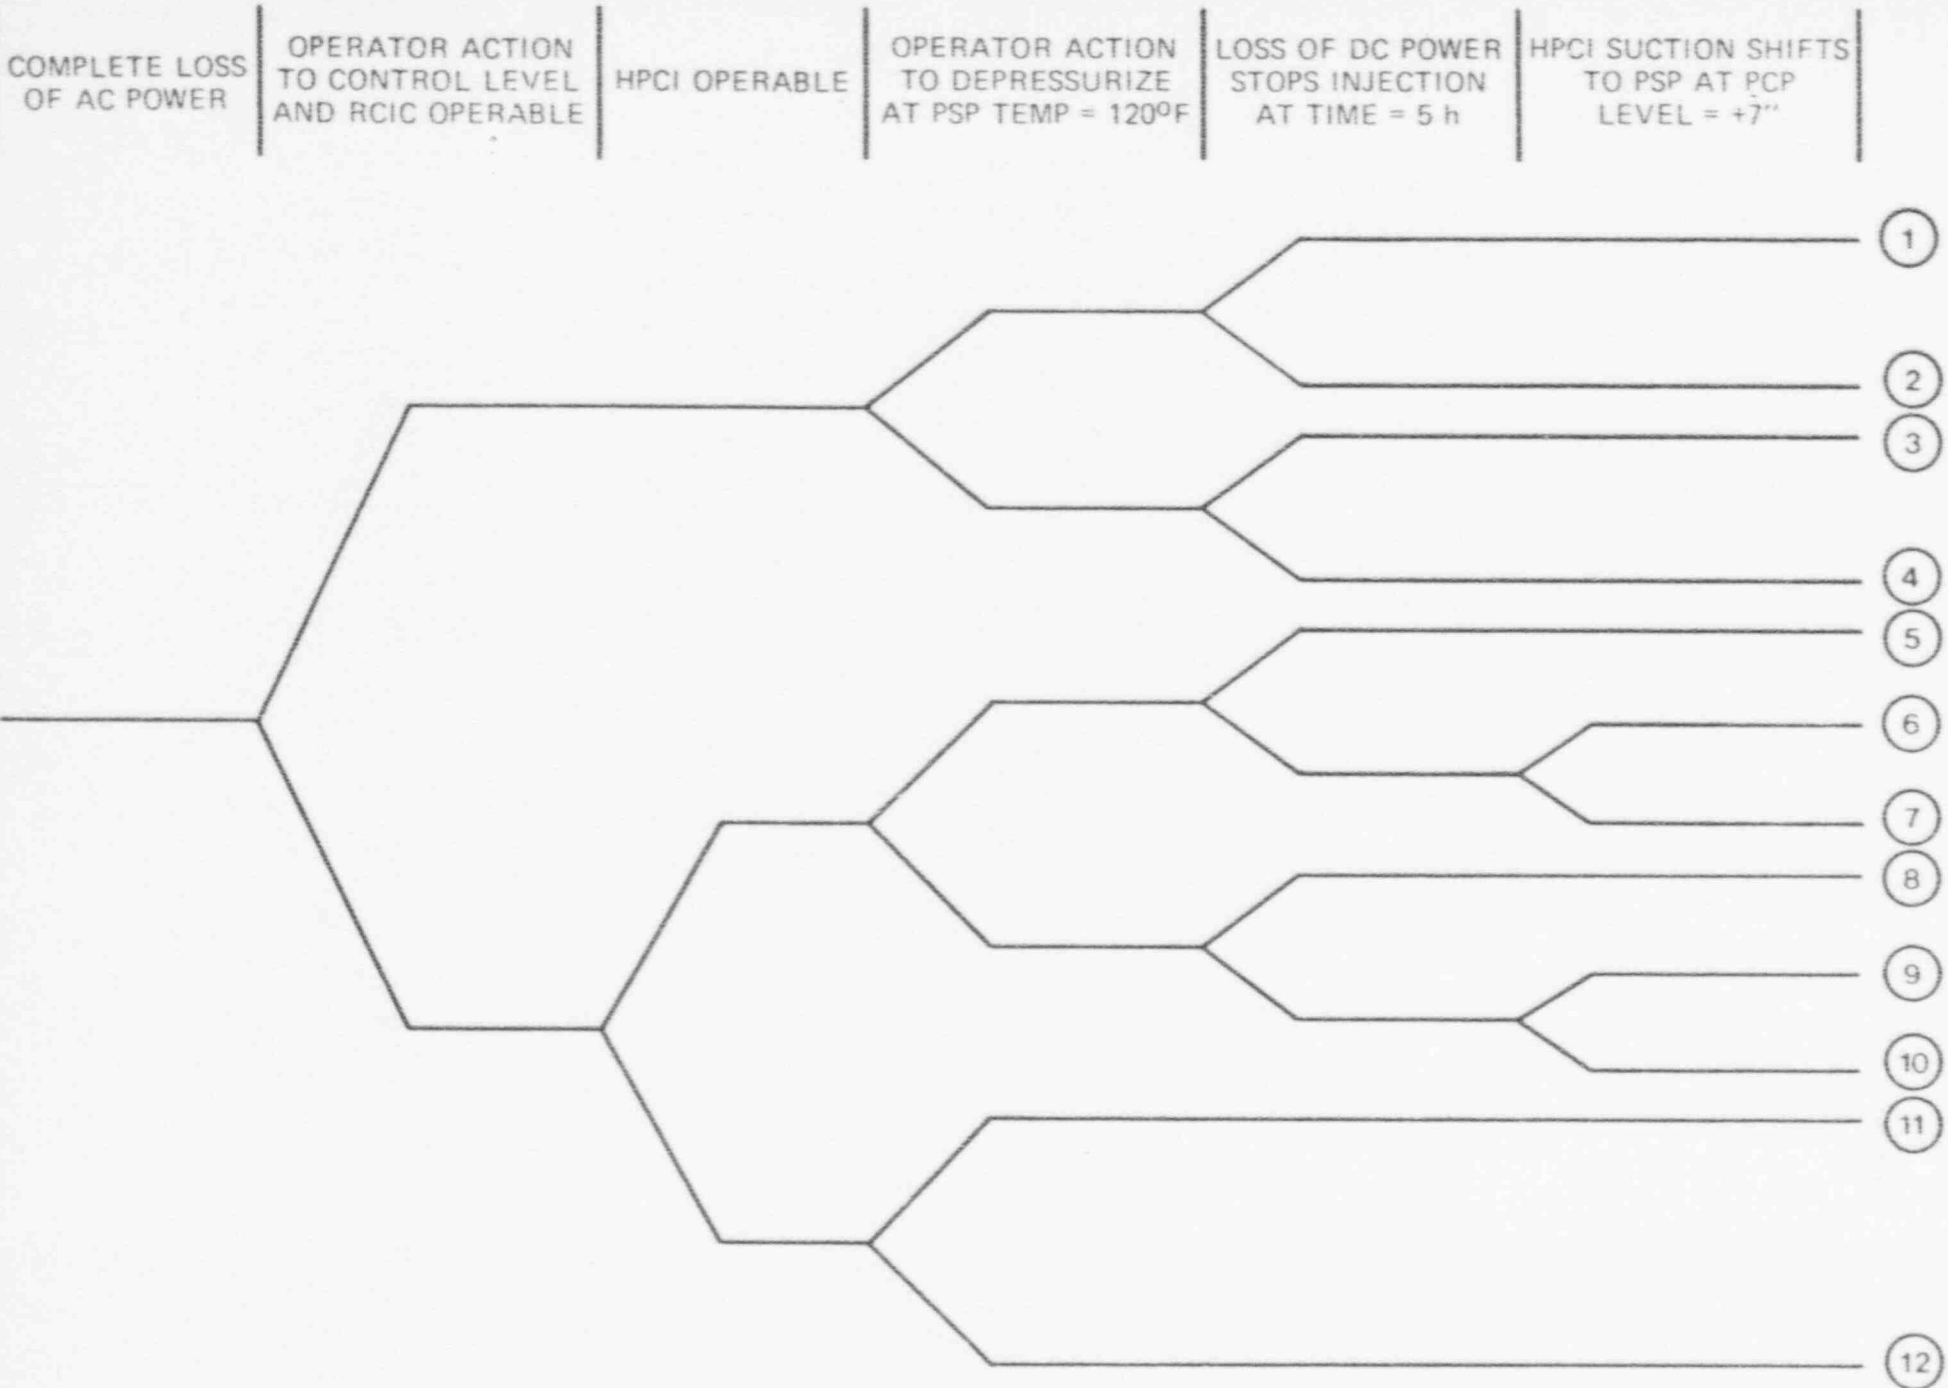 COMPLETE LOSS
OF AC POWER
OPERATOR ACTION
TO CONTROL LEVEL
AND RCIC OPERABLE
HPCI OPERABLE
OPERATOR ACTION
TO DEPRESSURIZE
AT PSP TEMP = 120ºF
LOSS OF DC POWER
STOPS INJECTION
AT TIME = 5 h
HPCI SUCTION SHIFTS
TO PSP AT PCP
LEVEL = +7"
1
2
3
4
5
6
7
8
9
10
11
12